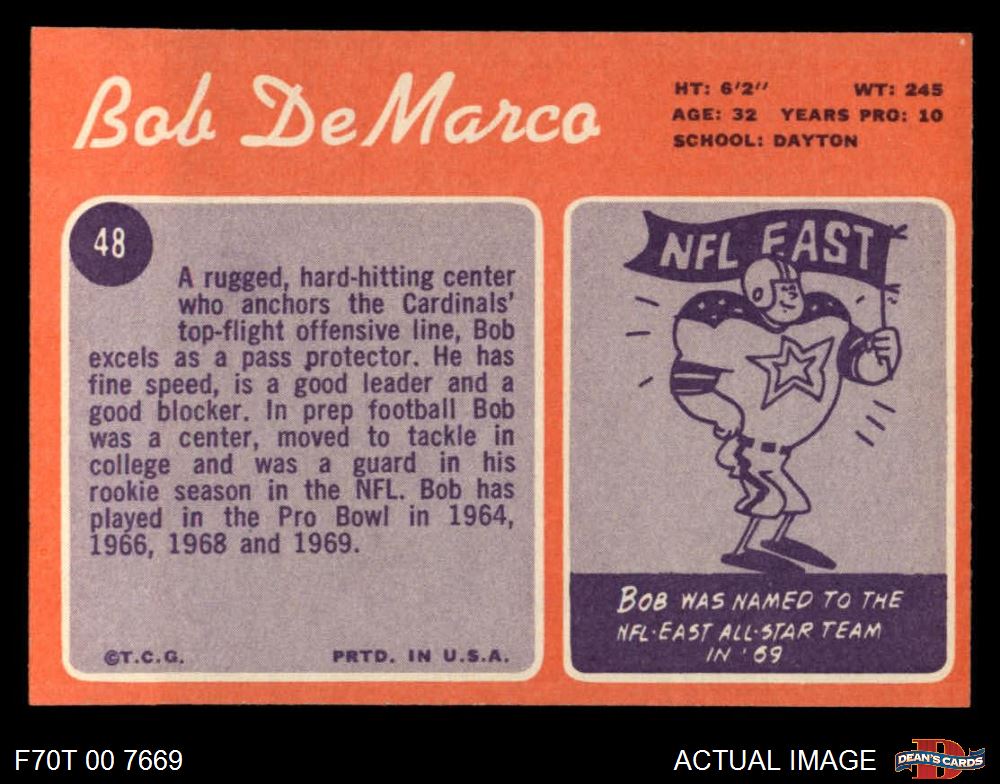 Bob DeMarco
HT: 6'2" WT: 245
AGE: 32 YEARS PRO: 10
SCHOOL: DAYTON
48
A rugged, hard-hitting center
who anchors the Cardinals'
top-flight offensive line, Bob
excels as a pass protector. He has
fine speed, is a good leader and a
good blocker. In prep football Bob
was a center, moved to tackle in
college and was a guard in his
rookie season in the NFL. Bob has
played in the Pro Bowl in 1964,
1966, 1968 and 1969.
©T.C.G. PRTD. IN U.S.A.
NFL EAST
BOB WAS NAMED TO THE
NFL-EAST ALL-STAR TEAM
IN '69
F70T 00 7669
ACTUAL IMAGE
D
DEAN'S CARDS